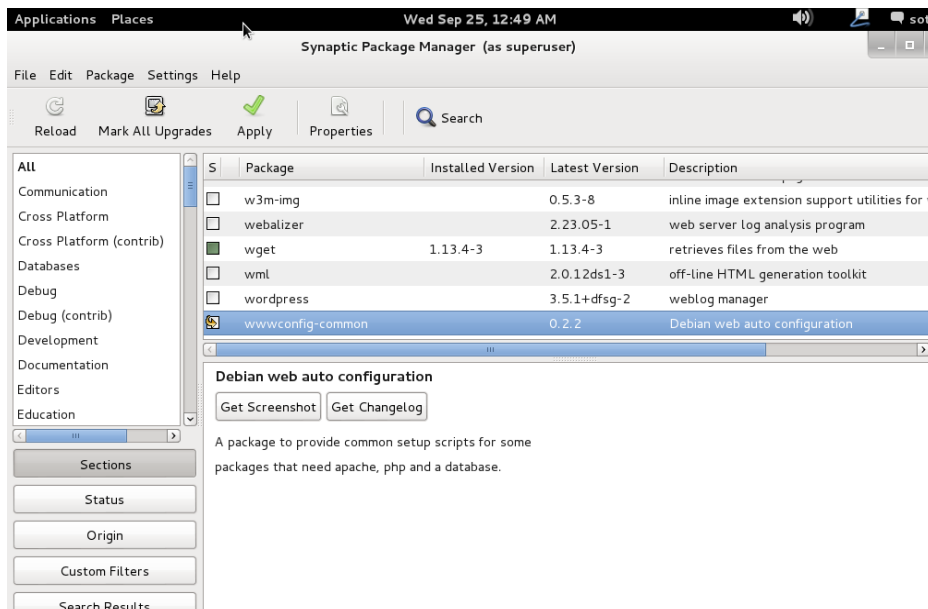 Applications Places Wed Sep 25, 12:49 AM
Synaptic Package Manager (as superuser)
File Edit Package Settings Help
Reload Mark All Upgrades Apply Properties Search
All
Communication
Cross Platform
Cross Platform (contrib)
Databases
Debug
Debug (contrib)
Development
Documentation
Editors
Education
Sections
Status
Origin
Custom Filters
Search Results
S Package Installed Version Latest Version Description
w3m-img 0.5.3-8 inline image extension support utilities for
webalizer 2.23.05-1 web server log analysis program
wget 1.13.4-3 1.13.4-3 retrieves files from the web
wml 2.0.12ds1-3 off-line HTML generation toolkit
wordpress 3.5.1+dfsg-2 weblog manager
wwwconfig-common 0.2.2 Debian web auto configuration
Debian web auto configuration
Get Screenshot Get Changelog
A package to provide common setup scripts for some
packages that need apache, php and a database.